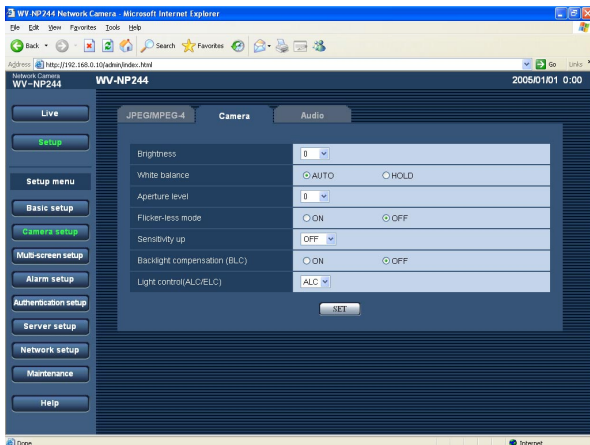 WV-NP244 Network Camera - Microsoft Internet Explorer
File Edit View Favorites Tools Help
Back Search Favorites
Address http://192.168.0.10/admin/index.html Go Links
Network Camera
WV-NP244
WV-NP244
2005/01/01 0:00
Live
Setup
Setup menu
Basic setup
Camera setup
Multi-screen setup
Alarm setup
Authentication setup
Server setup
Network setup
Maintenance
Help
JPEG/MPEG-4 Camera Audio
Brightness 0
White balance AUTO HOLD
Aperture level 0
Flicker-less mode ON OFF
Sensitivity up OFF
Backlight compensation (BLC) ON OFF
Light control(ALC/ELC) ALC
SET
Done Internet